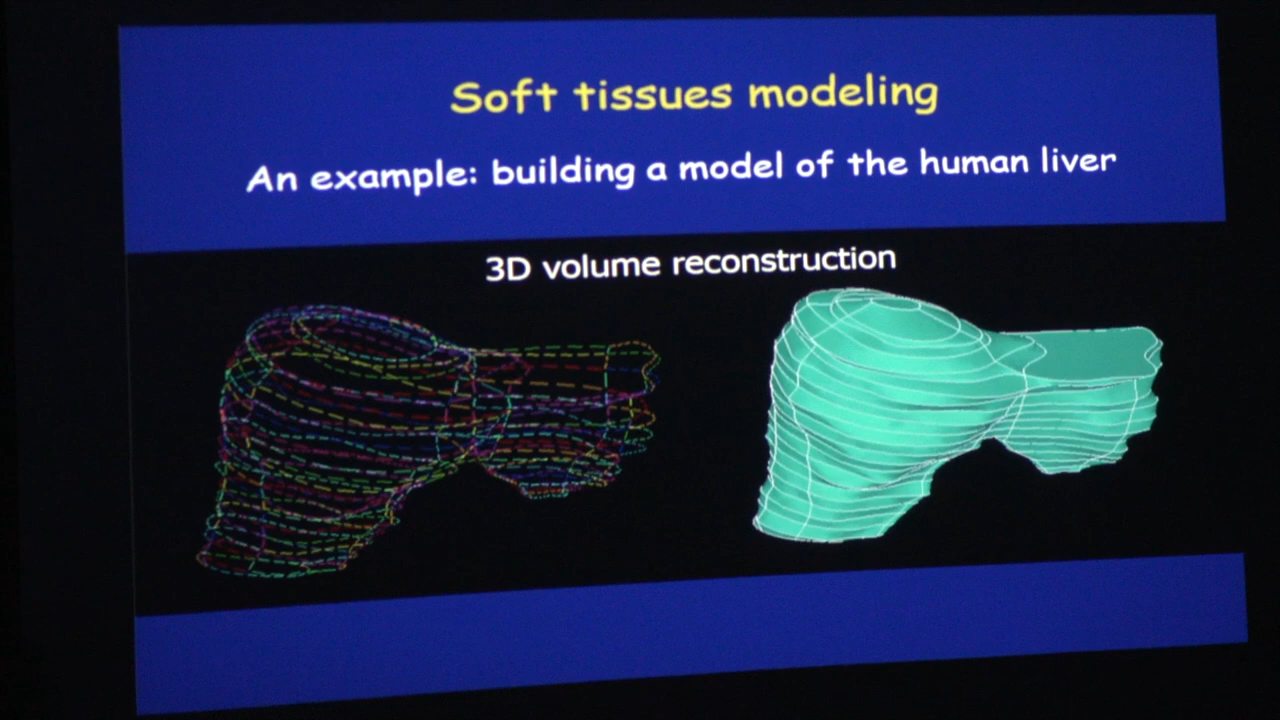 Soft tissues modeling
An example: building a model of the human liver
3D volume reconstruction